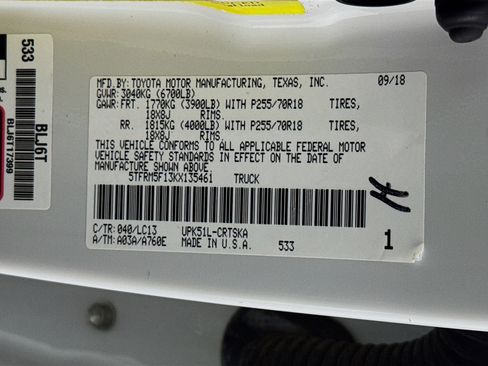 MFD.BY:TOYOTA MOTOR MANUFACTURING, TEXAS, INC. 09/18
GVWR:3040KG (6700LB)
GAWR:FRT. 1770KG (3900LB) WITH P255/70R18 TIRES,
18X8J RIMS.
RR. 1815KG (4000LB) WITH P255/70R18 TIRES,
18X8J RIMS.
THIS VEHICLE CONFORMS TO ALL APPLICABLE FEDERAL MOTOR
VEHICLE SAFETY STANDARDS IN EFFECT ON THE DATE OF
MANUFACTURE SHOWN ABOVE.
5TFRM5F13KX135461 TRUCK
C/TR:040/LC13 UPK51L-CRTSKA
A/TM:A03A/A760E MADE IN U.S.A. 533 1
533
BLJ6T
BLJ6T17399